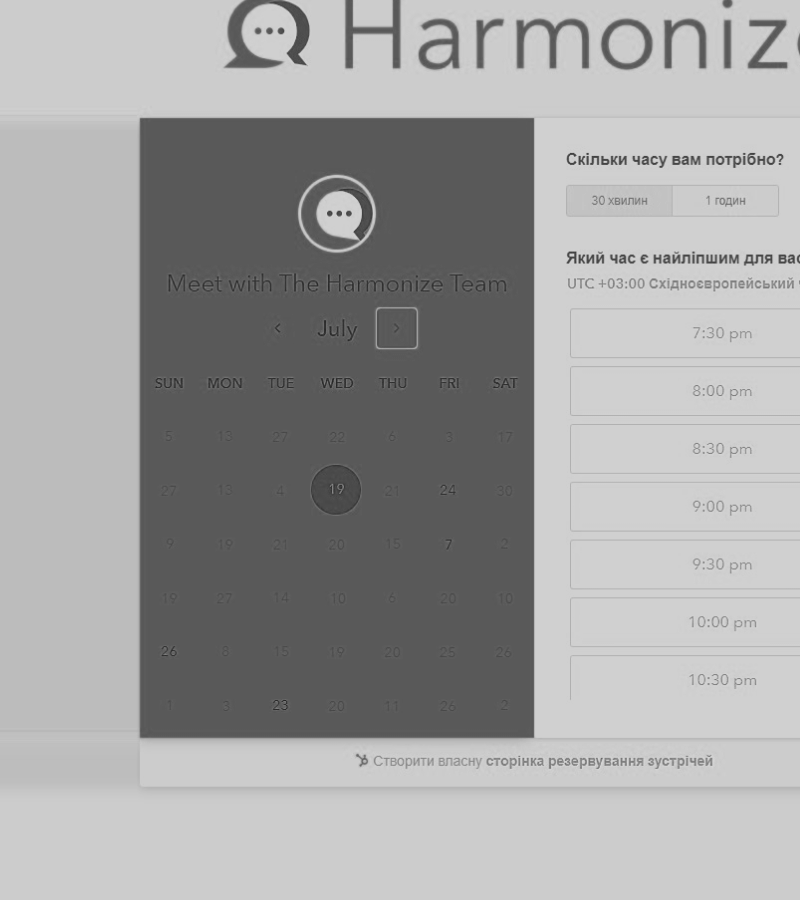 Harmonize
Meet with The Harmonize Team
July
SUN MON TUE WED THU FRI SAT
5 13 27 22 6 3 17
27 13 4 19 21 24 30
9 19 21 20 15 7 2
19 27 14 10 6 20 10
26 8 15 19 20 25 26
1 3 23 20 11 26 2
Скільки часу вам потрібно?
30 хвилин 1 годин
Який час є найліпшим для вас
UTC +03:00 Східноєвропейський
7:30 pm
8:00 pm
8:30 pm
9:00 pm
9:30 pm
10:00 pm
10:30 pm
Створити власну сторінка резервування зустрічей